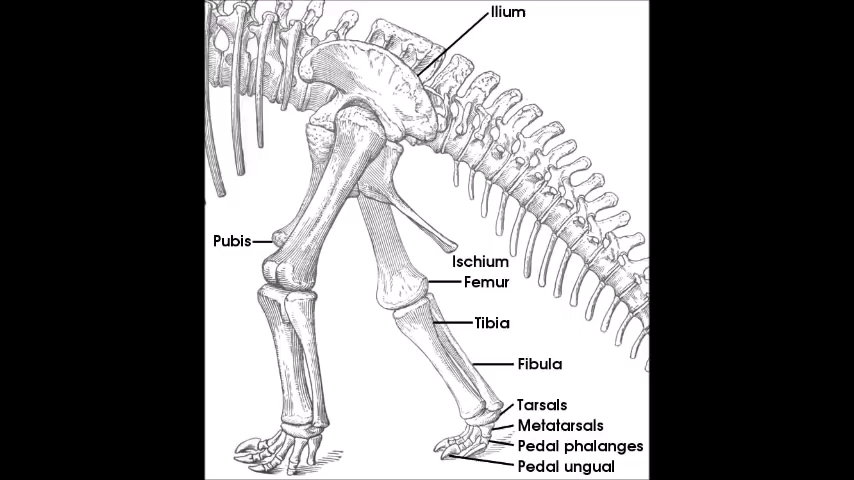 Ilium
Pubis
Ischium
Femur
Tibia
Fibula
Tarsals
Metatarsals
Pedal phalanges
Pedal ungual